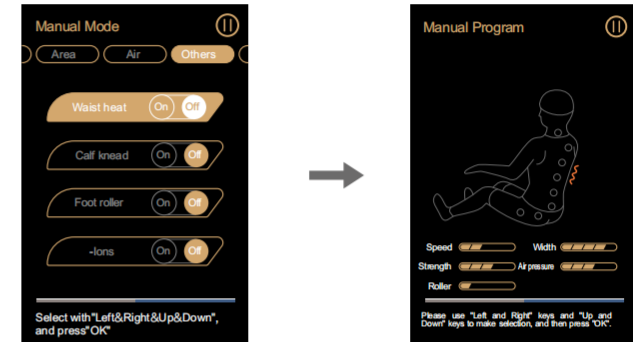 Manual Mode
Area
Air
Others
Waist heat On Off
Calf knead On Off
Foot roller On Off
-Ions On Off
Select with"Left&Right&Up&Down",
and press"OK"
Manual Program
Speed
Width
Strength
Air pressure
Roller
Please use "Left and Right" keys and "Up and
Down" keys to make selection, and then press "OK".